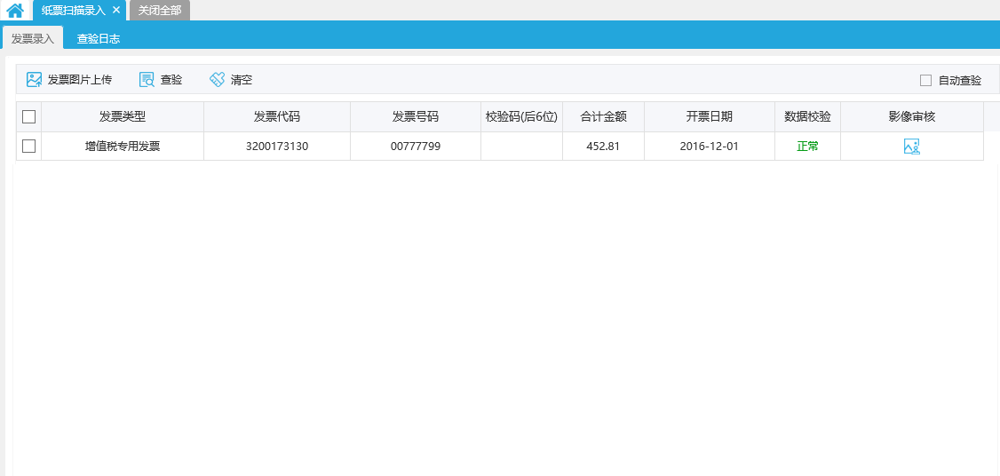 纸票扫描录入 × 关闭全部
发票录入 查验日志
发票图片上传 查验 清空 自动查验
发票类型 发票代码 发票号码 校验码(后6位) 合计金额 开票日期 数据校验 影像审核
增值税专用发票 3200173130 00777799 452.81 2016-12-01 正常